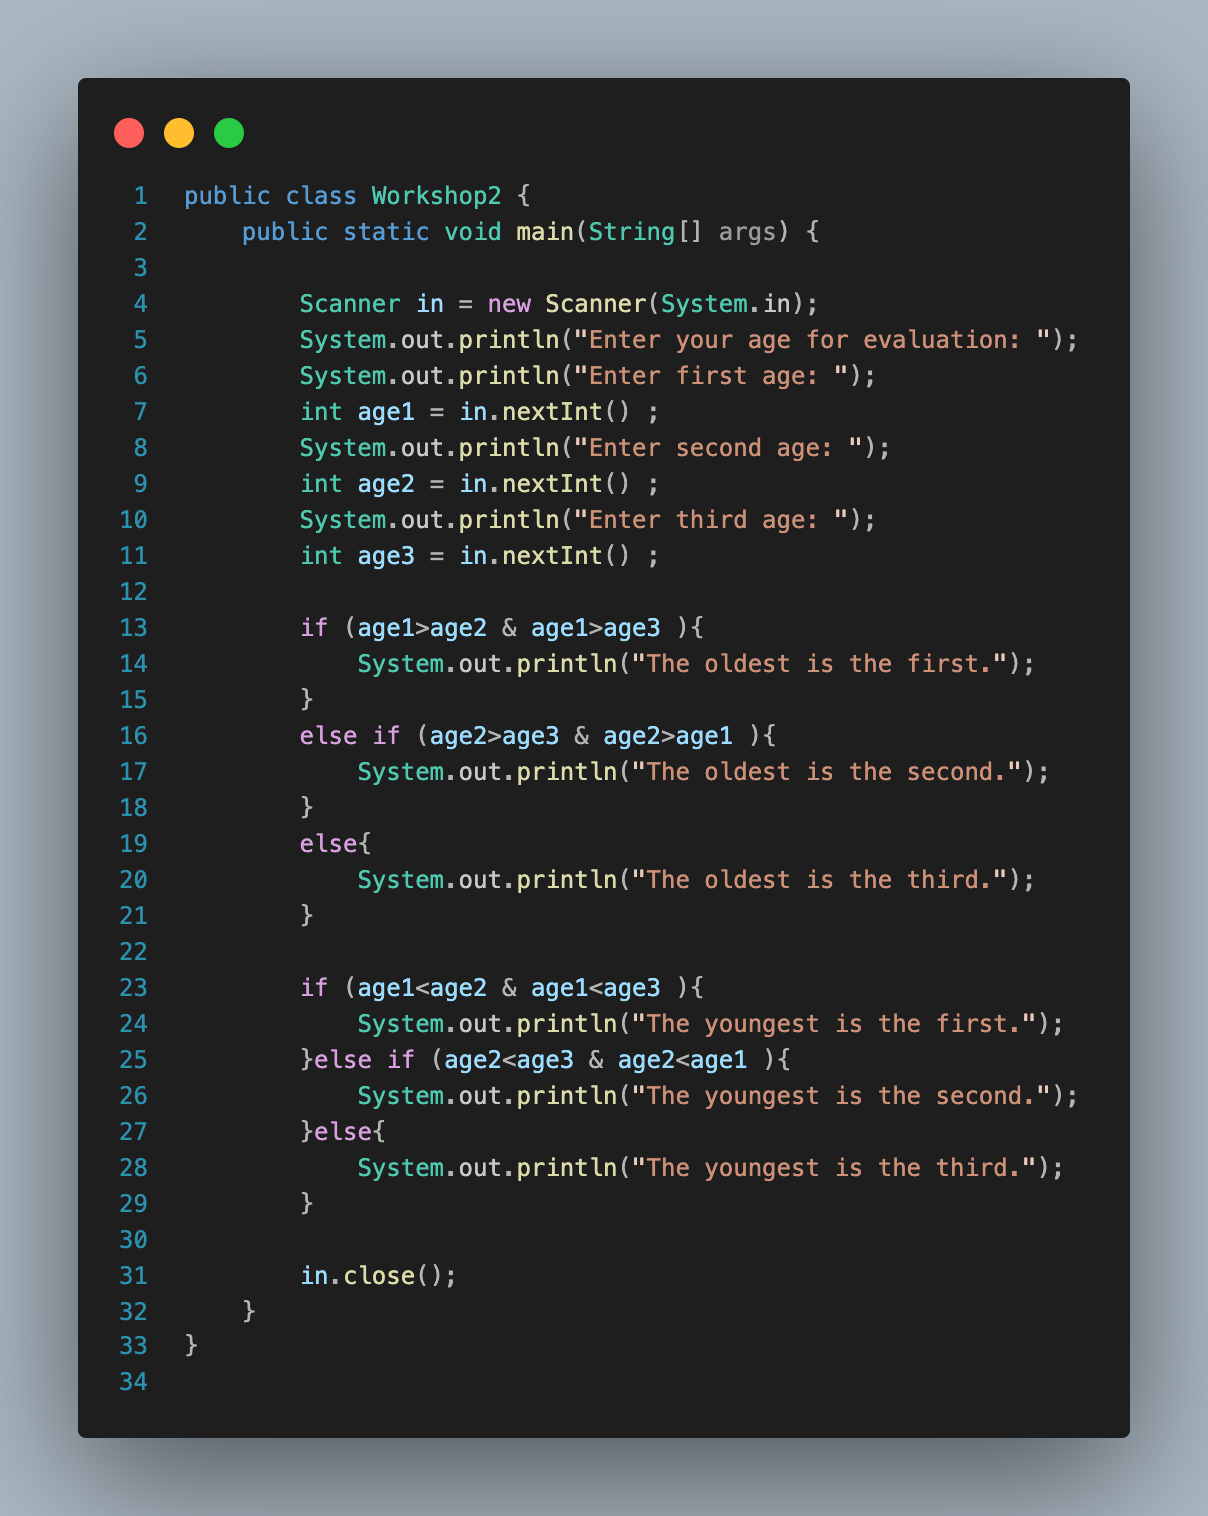 1 public class Workshop2 {
2     public static void main(String[] args) {
3
4         Scanner in = new Scanner(System.in);
5         System.out.println("Enter your age for evaluation: ");
6         System.out.println("Enter first age: ");
7         int age1 = in.nextInt() ;
8         System.out.println("Enter second age: ");
9         int age2 = in.nextInt() ;
10         System.out.println("Enter third age: ");
11         int age3 = in.nextInt() ;
12
13         if (age1>age2 & age1>age3 ){
14             System.out.println("The oldest is the first.");
15         }
16         else if (age2>age3 & age2>age1 ){
17             System.out.println("The oldest is the second.");
18         }
19         else{
20             System.out.println("The oldest is the third.");
21         }
22
23         if (age1<age2 & age1<age3 ){
24             System.out.println("The youngest is the first.");
25         }else if (age2<age3 & age2<age1 ){
26             System.out.println("The youngest is the second.");
27         }else{
28             System.out.println("The youngest is the third.");
29         }
30
31         in.close();
32     }
33 }
34